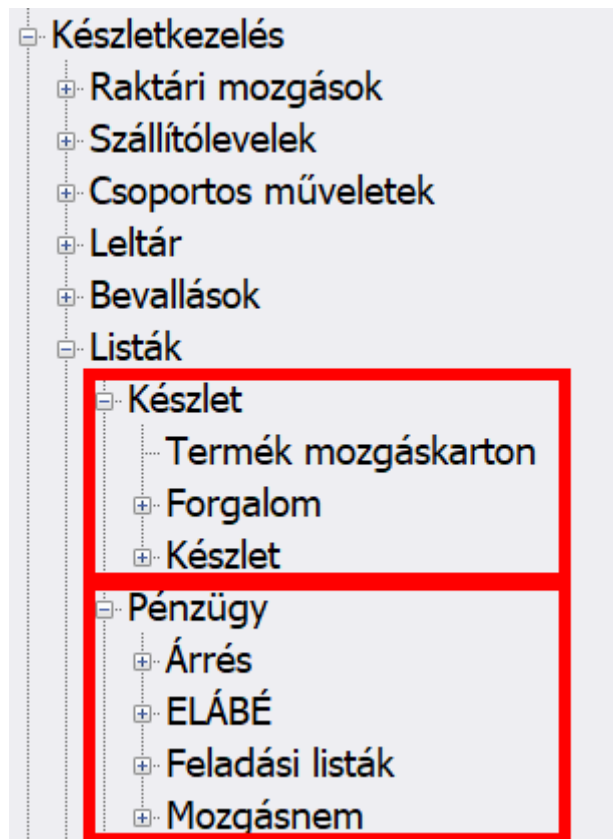 Készletkezelés
Raktári mozgások
Szállítólevelek
Csoportos műveletek
Leltár
Bevallások
Listák
Készlet
Termék mozgáskarton
Forgalom
Készlet
Pénzügy
Árrés
ELÁBÉ
Feladási listák
Mozgásnem